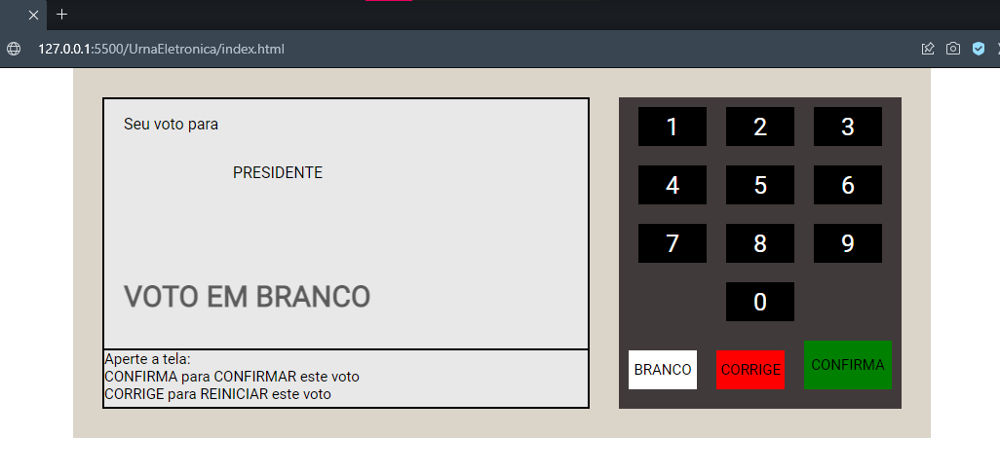 127.0.0.1:5500/UrnaEletronica/index.html
Seu voto para
PRESIDENTE
VOTO EM BRANCO
Aperte a tela:
CONFIRMA para CONFIRMAR este voto
CORRIGE para REINICIAR este voto
1 2 3
4 5 6
7 8 9
0
BRANCO CORRIGE CONFIRMA